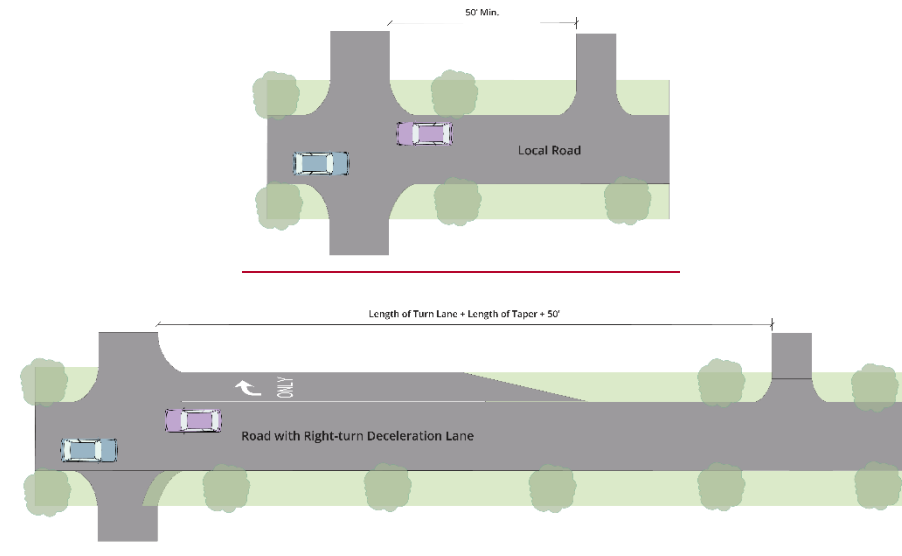 50' Min.
Local Road
Length of Turn Lane + Length of Taper + 50'
ONLY
Road with Right-turn Deceleration Lane